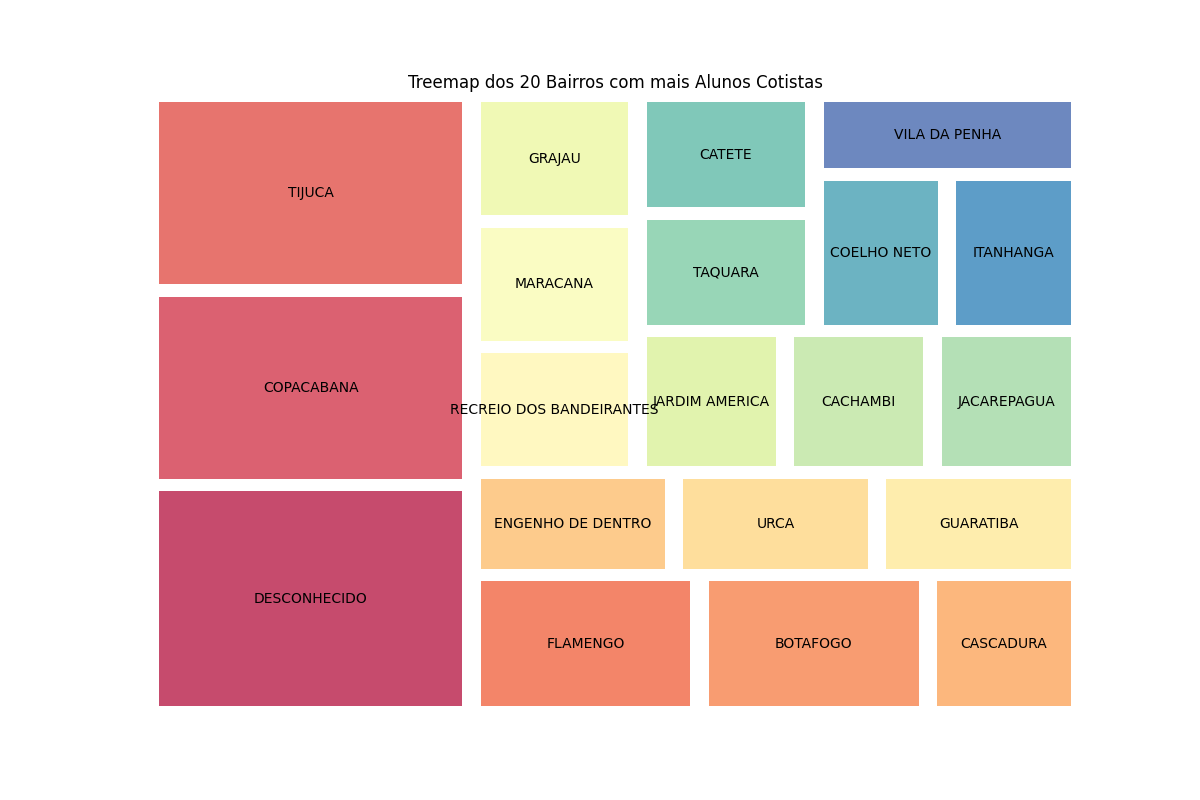 Treemap dos 20 Bairros com mais Alunos Cotistas
TIJUCA
COPACABANA
DESCONHECIDO
GRAJAU
MARACANA
RECREIO DOS BANDEIRANTES
CATETE
TAQUARA
VILA DA PENHA
COELHO NETO
ITANHANGA
JARDIM AMERICA
CACHAMBI
JACAREPAGUA
ENGENHO DE DENTRO
URCA
GUARATIBA
FLAMENGO
BOTAFOGO
CASCADURA